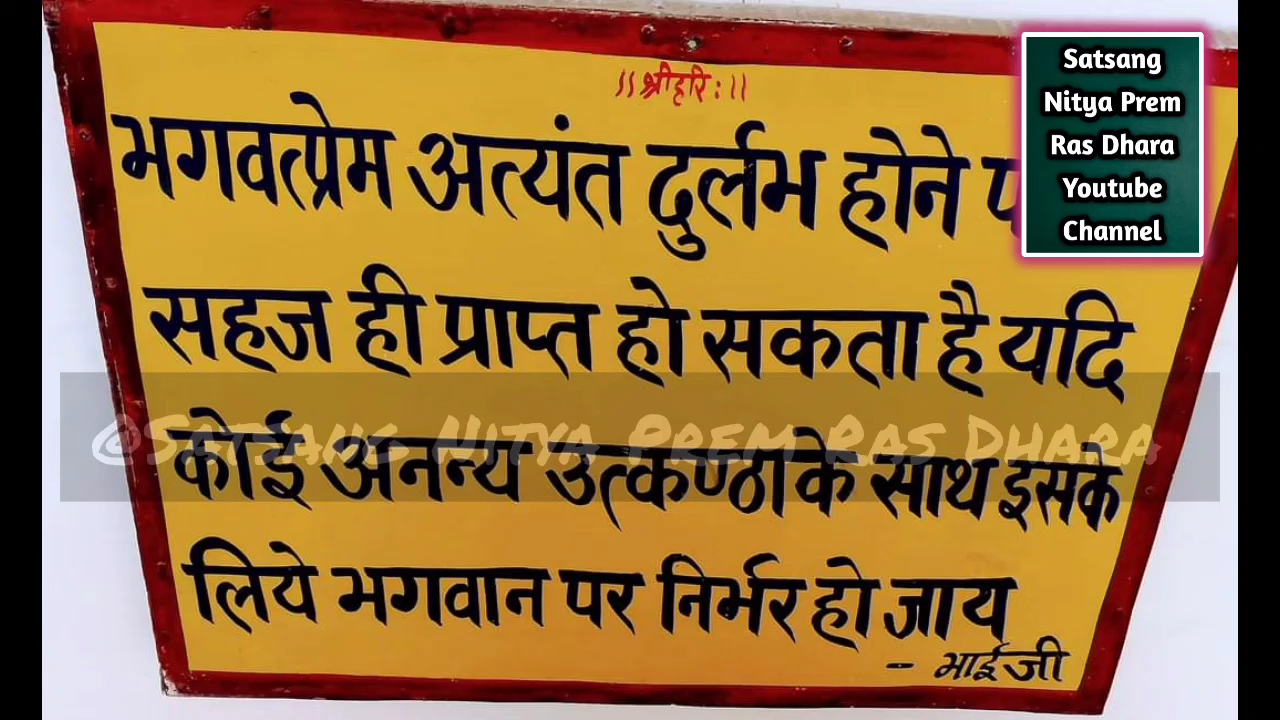 ।।श्रीहरि:।।
भगवत्प्रेम अत्यंत दुर्लभ होने
सहज ही प्राप्त हो सकता है यदि
कोई अनन्य उत्कण्ठा के साथ इसके
लिये भगवान पर निर्भर हो जाय
- भाईजी
Satsang
Nitya Prem
Ras Dhara
Youtube
Channel
@Satsang Nitya Prem Ras Dhara